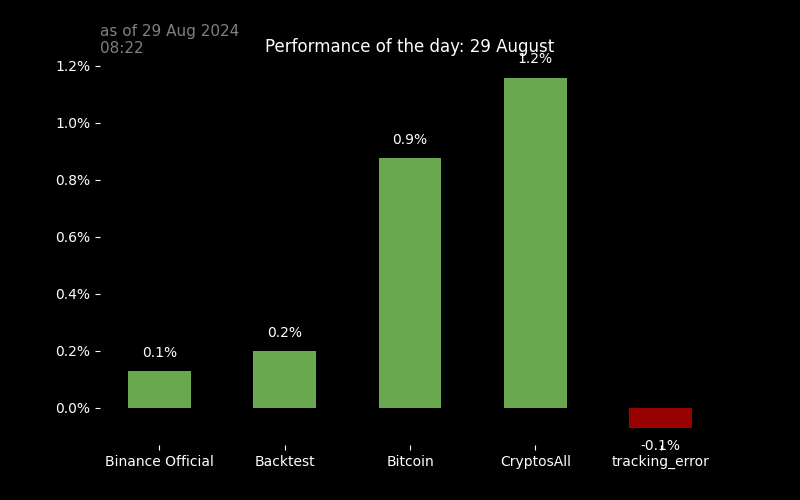 as of 29 Aug 2024
08:22
Performance of the day: 29 August
1.2%
1.2%
1.0%
0.9%
0.8%
0.6%
0.4%
0.2%
0.2%
0.1%
0.0%
-0.1%
Binance Official
Backtest
Bitcoin
CryptosAll
tracking_error